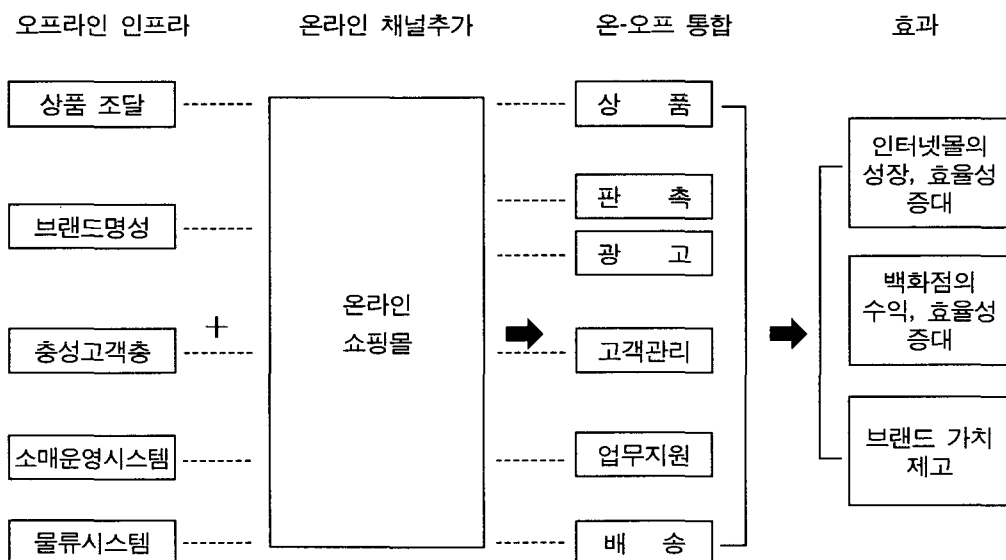 오프라인 인프라
온라인 채널추가
온-오프 통합
효과
상품 조달
브랜드명성
충성고객층
소매운영시스템
물류시스템
+
온라인
쇼핑몰
상 품
판 촉
광 고
고객관리
업무지원
배 송
인터넷몰의
성장, 효율성
증대
백화점의
수익, 효율성
증대
브랜드 가치
제고